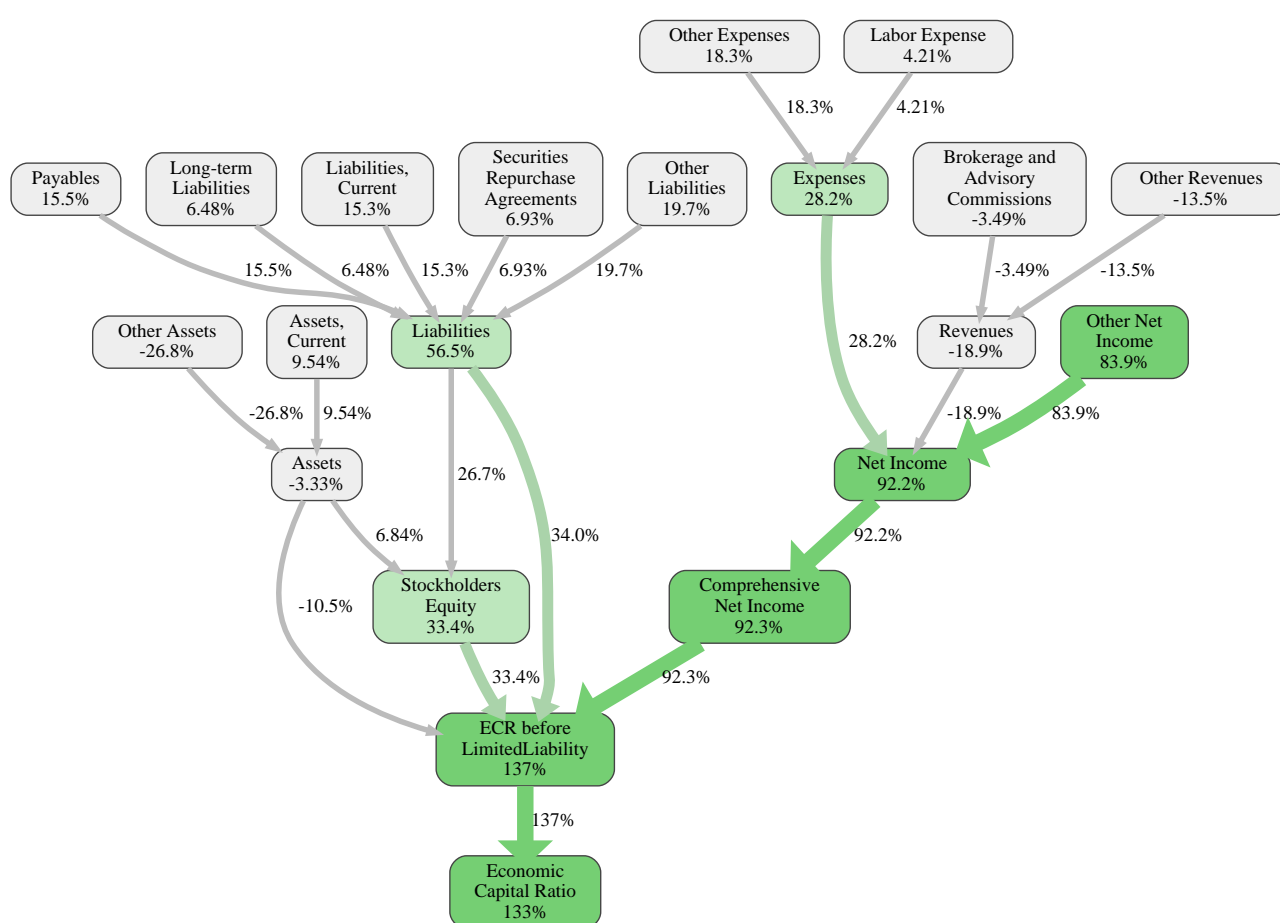 Other Expenses
18.3%
Labor Expense
4.21%
18.3%
4.21%
Payables
15.5%
Long-term
Liabilities
6.48%
Liabilities,
Current
15.3%
Securities
Repurchase
Agreements
6.93%
Other
Liabilities
19.7%
Expenses
28.2%
Brokerage and
Advisory
Commissions
-3.49%
Other Revenues
-13.5%
15.5%
6.48%
15.3%
6.93%
19.7%
-3.49%
-13.5%
Other Assets
-26.8%
Assets,
Current
9.54%
Liabilities
56.5%
28.2%
Revenues
-18.9%
Other Net
Income
83.9%
-26.8%
9.54%
-18.9%
83.9%
Assets
-3.33%
26.7%
Net Income
92.2%
6.84%
34.0%
92.2%
-10.5%
Stockholders
Equity
33.4%
Comprehensive
Net Income
92.3%
33.4%
92.3%
ECR before
LimitedLiability
137%
137%
Economic
Capital Ratio
133%